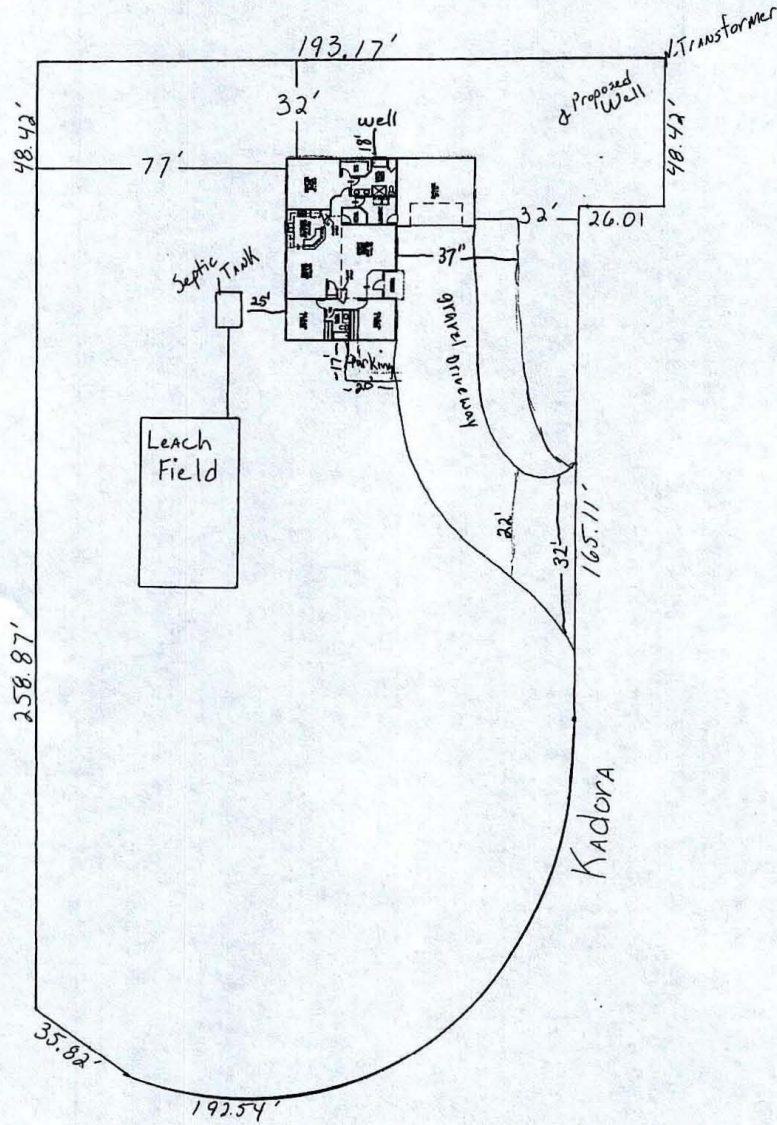 193.17'
V.Transformer
Proposed
Well
48.42'
48.42'
32'
well
18'
77'
32'
26.01
37"
Septic
Tank
25'
gravel Driveway
17'
Parking
20'
Leach
Field
22'
32'
165.11'
258.87'
Kadora
35.82'
192.54'